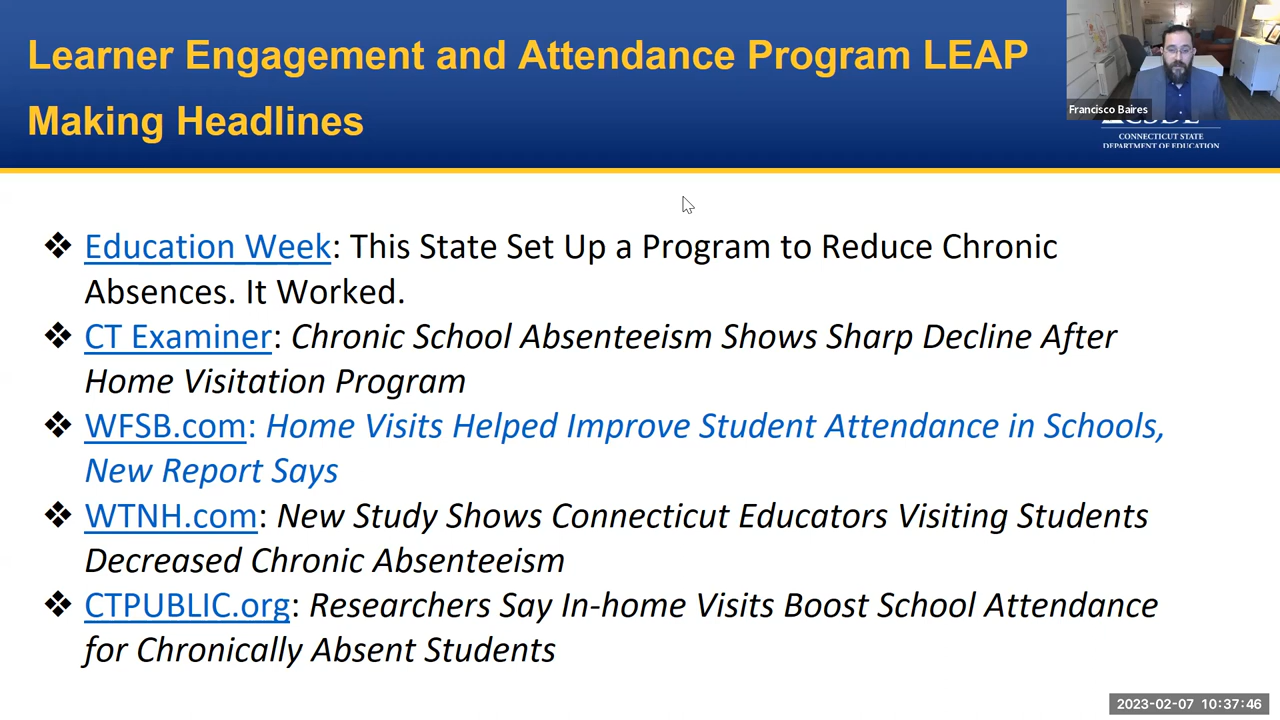 Learner Engagement and Attendance Program LEAP
Making Headlines
Francisco Baires
CONNECTICUT STATE
DEPARTMENT OF EDUCATION
❖ Education Week: This State Set Up a Program to Reduce Chronic
Absences. It Worked.
❖ CT Examiner: Chronic School Absenteeism Shows Sharp Decline After
Home Visitation Program
❖ WFSB.com: Home Visits Helped Improve Student Attendance in Schools,
New Report Says
❖ WTNH.com: New Study Shows Connecticut Educators Visiting Students
Decreased Chronic Absenteeism
❖ CTPUBLIC.org: Researchers Say In-home Visits Boost School Attendance
for Chronically Absent Students
2023-02-07 10:37:46